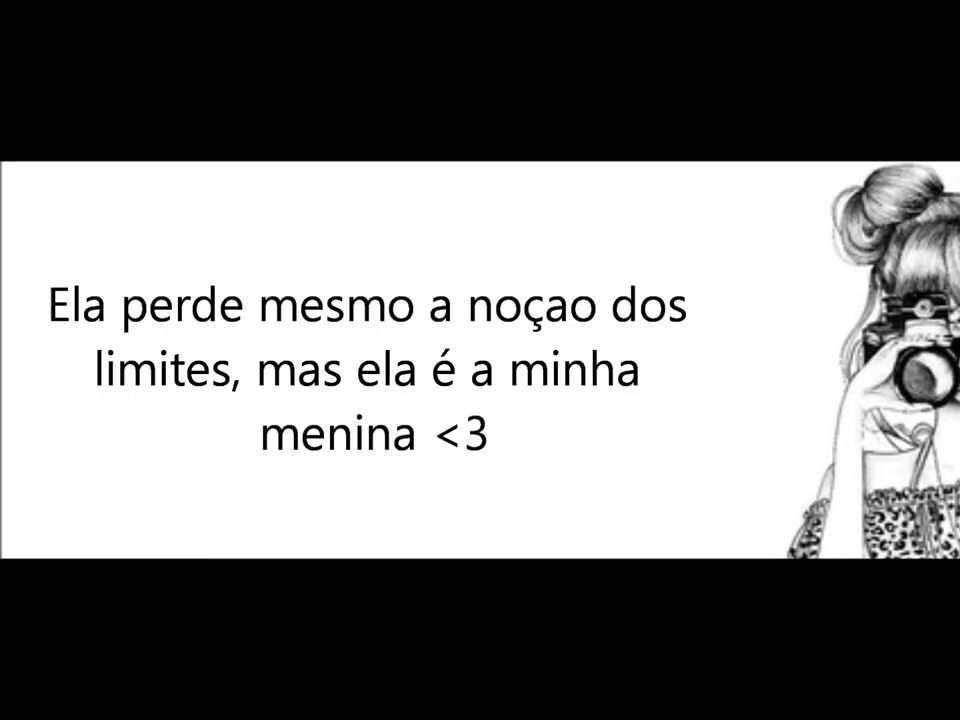 Ela perde mesmo a noçao dos
limites, mas ela é a minha
menina <3